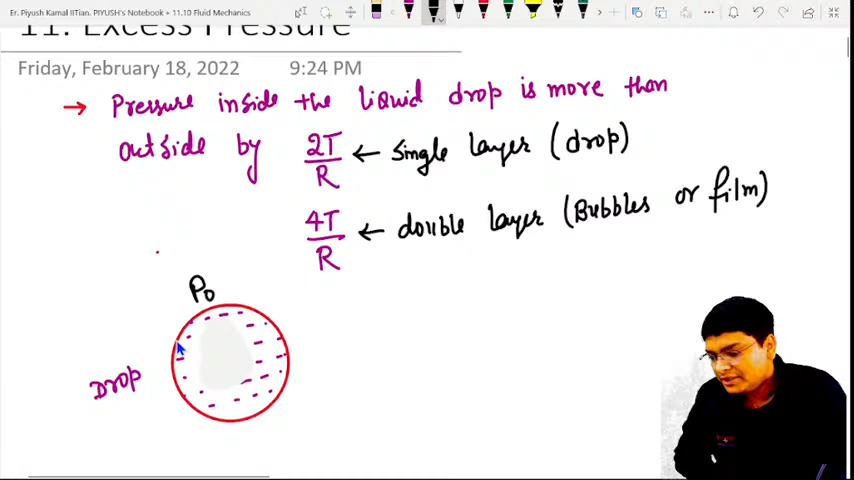 Er. Piyush Kamal IITian. PIYUSH's Notebook » 11.10 Fluid Mechanics
11. Excess Pressure
Friday, February 18, 2022 9:24 PM
→ Pressure inside the liquid drop is more than
outside by 2T/R ← single layer (drop)
4T/R ← double layer (Bubbles or film)
P₀
Drop